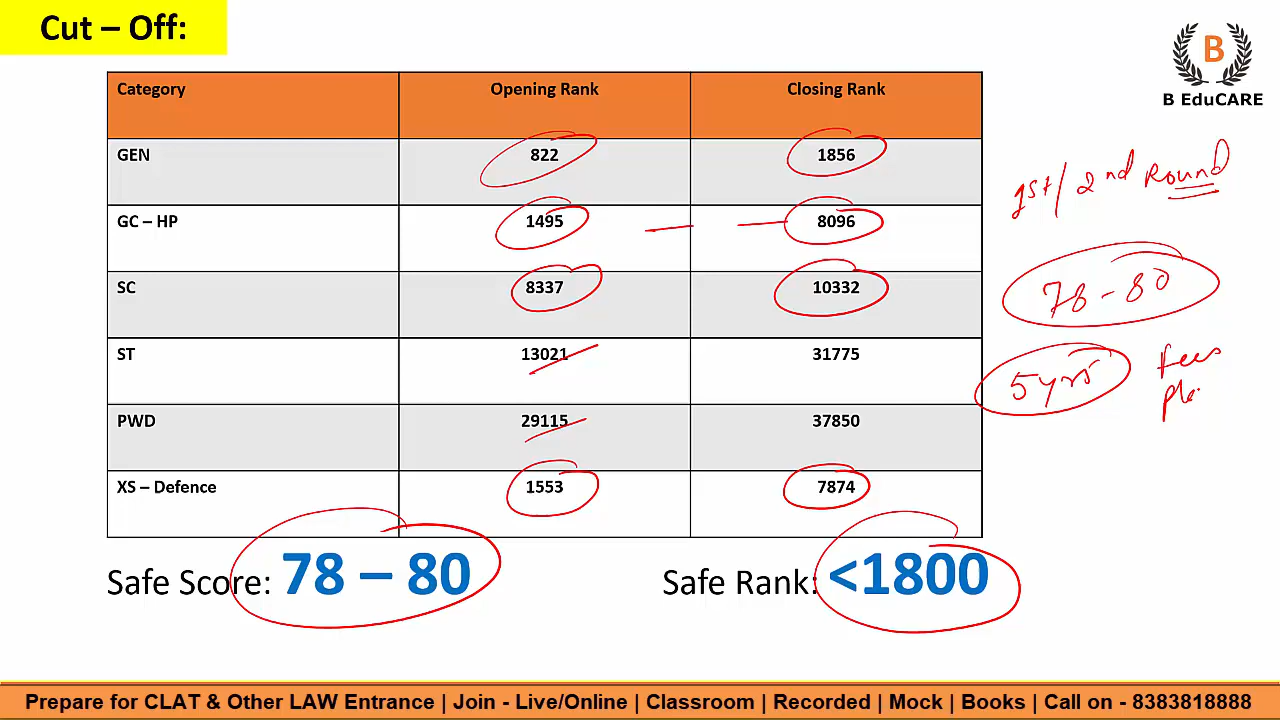 Cut – Off:
B
B EduCARE
Category Opening Rank Closing Rank
GEN 822 1856
GC – HP 1495 8096
SC 8337 10332
ST 13021 31775
PWD 29115 37850
XS – Defence 1553 7874
1st/2nd Round
78 – 80
5 yrs
Fees
Safe Score: 78 – 80
Safe Rank: <1800
Prepare for CLAT & Other LAW Entrance | Join - Live/Online | Classroom | Recorded | Mock | Books | Call on - 8383818888